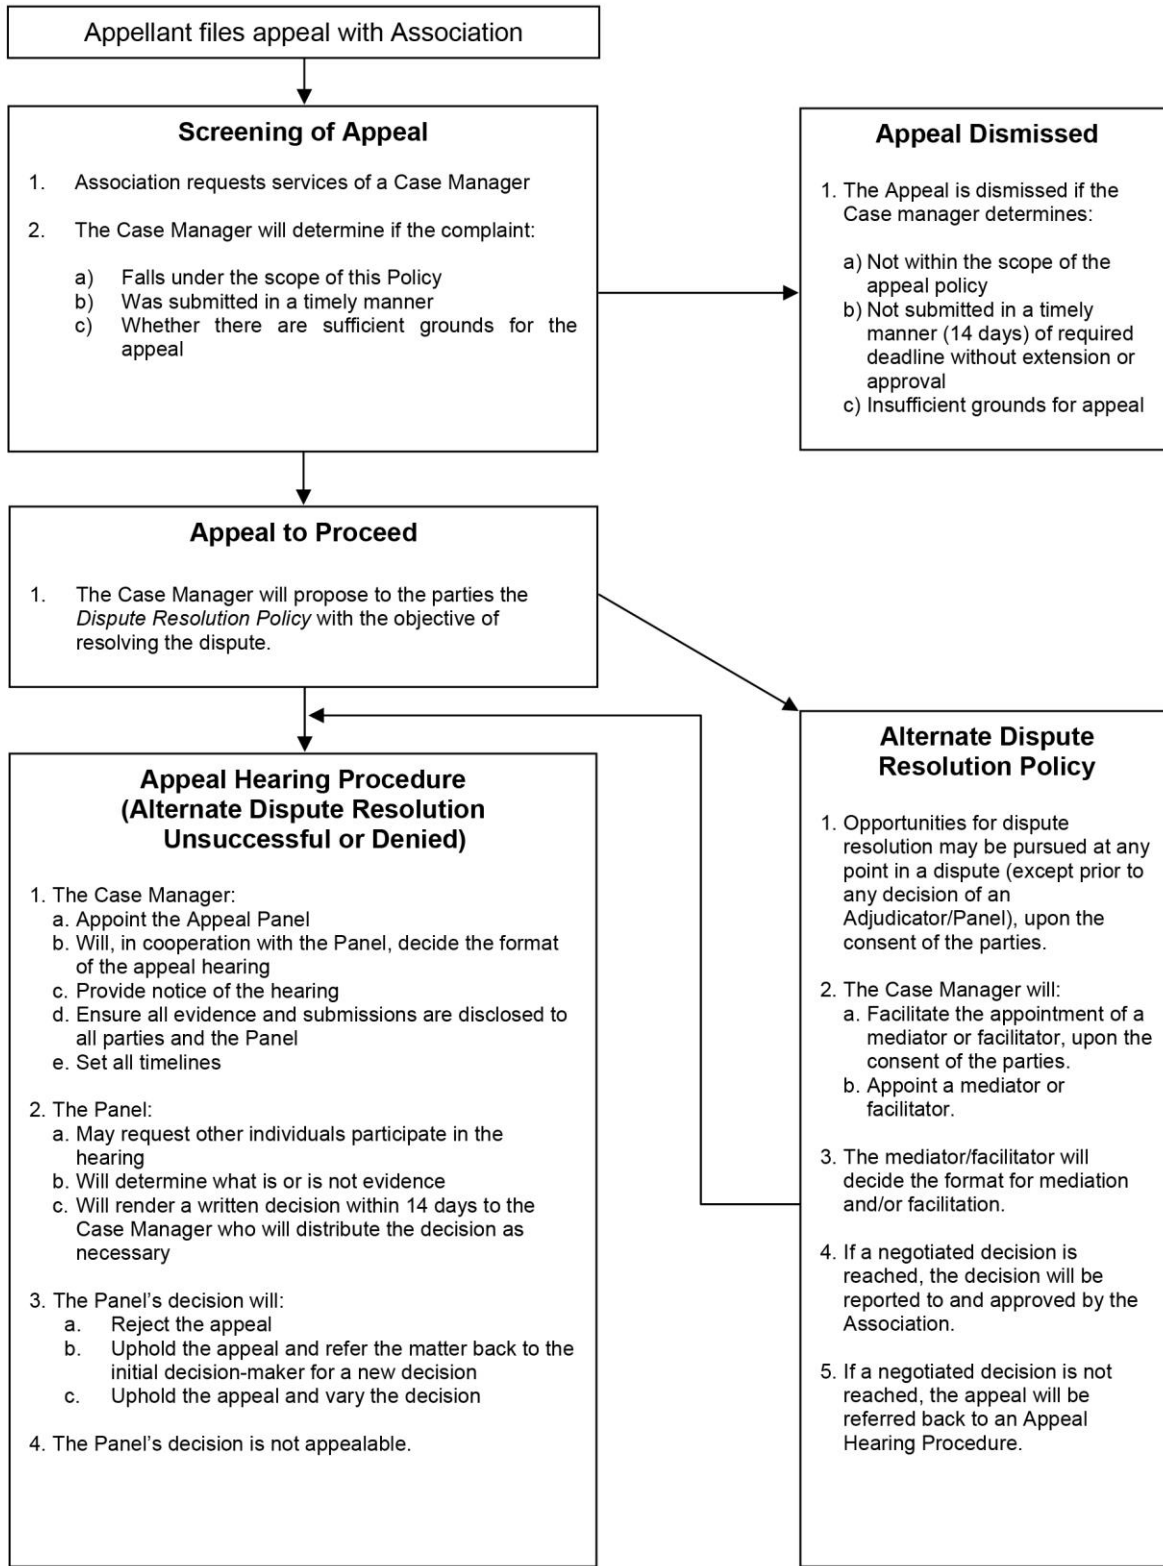 Appellant files appeal with Association
Screening of Appeal
1. Association requests services of a Case Manager
2. The Case Manager will determine if the complaint:
a) Falls under the scope of this Policy
b) Was submitted in a timely manner
c) Whether there are sufficient grounds for the
appeal
Appeal Dismissed
1. The Appeal is dismissed if the
Case manager determines:
a) Not within the scope of the
appeal policy
b) Not submitted in a timely
manner (14 days) of required
deadline without extension or
approval
c) Insufficient grounds for appeal
Appeal to Proceed
1. The Case Manager will propose to the parties the
Dispute Resolution Policy with the objective of
resolving the dispute.
Appeal Hearing Procedure
(Alternate Dispute Resolution
Unsuccessful or Denied)
1. The Case Manager:
a. Appoint the Appeal Panel
b. Will, in cooperation with the Panel, decide the format
of the appeal hearing
c. Provide notice of the hearing
d. Ensure all evidence and submissions are disclosed to
all parties and the Panel
e. Set all timelines
2. The Panel:
a. May request other individuals participate in the
hearing
b. Will determine what is or is not evidence
c. Will render a written decision within 14 days to the
Case Manager who will distribute the decision as
necessary
3. The Panel's decision will:
a. Reject the appeal
b. Uphold the appeal and refer the matter back to the
initial decision-maker for a new decision
c. Uphold the appeal and vary the decision
4. The Panel's decision is not appealable.
Alternate Dispute
Resolution Policy
1. Opportunities for dispute
resolution may be pursued at any
point in a dispute (except prior to
any decision of an
Adjudicator/Panel), upon the
consent of the parties.
2. The Case Manager will:
a. Facilitate the appointment of a
mediator or facilitator, upon the
consent of the parties.
b. Appoint a mediator or
facilitator.
3. The mediator/facilitator will
decide the format for mediation
and/or facilitation.
4. If a negotiated decision is
reached, the decision will be
reported to and approved by the
Association.
5. If a negotiated decision is not
reached, the appeal will be
referred back to an Appeal
Hearing Procedure.